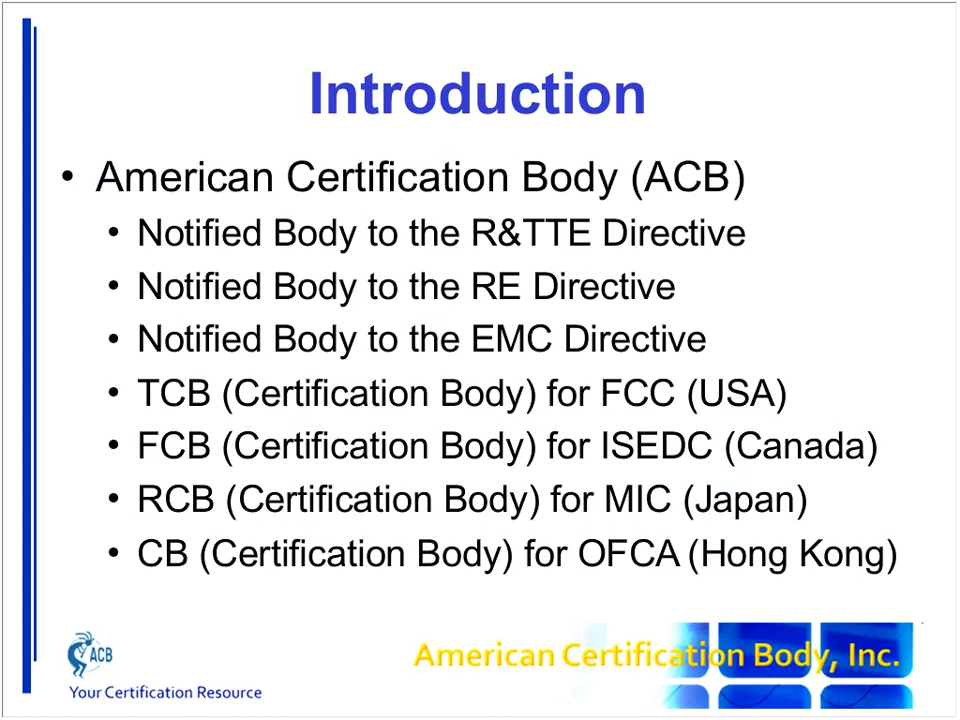 Introduction
• American Certification Body (ACB)
• Notified Body to the R&TTE Directive
• Notified Body to the RE Directive
• Notified Body to the EMC Directive
• TCB (Certification Body) for FCC (USA)
• FCB (Certification Body) for ISEDC (Canada)
• RCB (Certification Body) for MIC (Japan)
• CB (Certification Body) for OFCA (Hong Kong)
ACB
American Certification Body, Inc.
Your Certification Resource